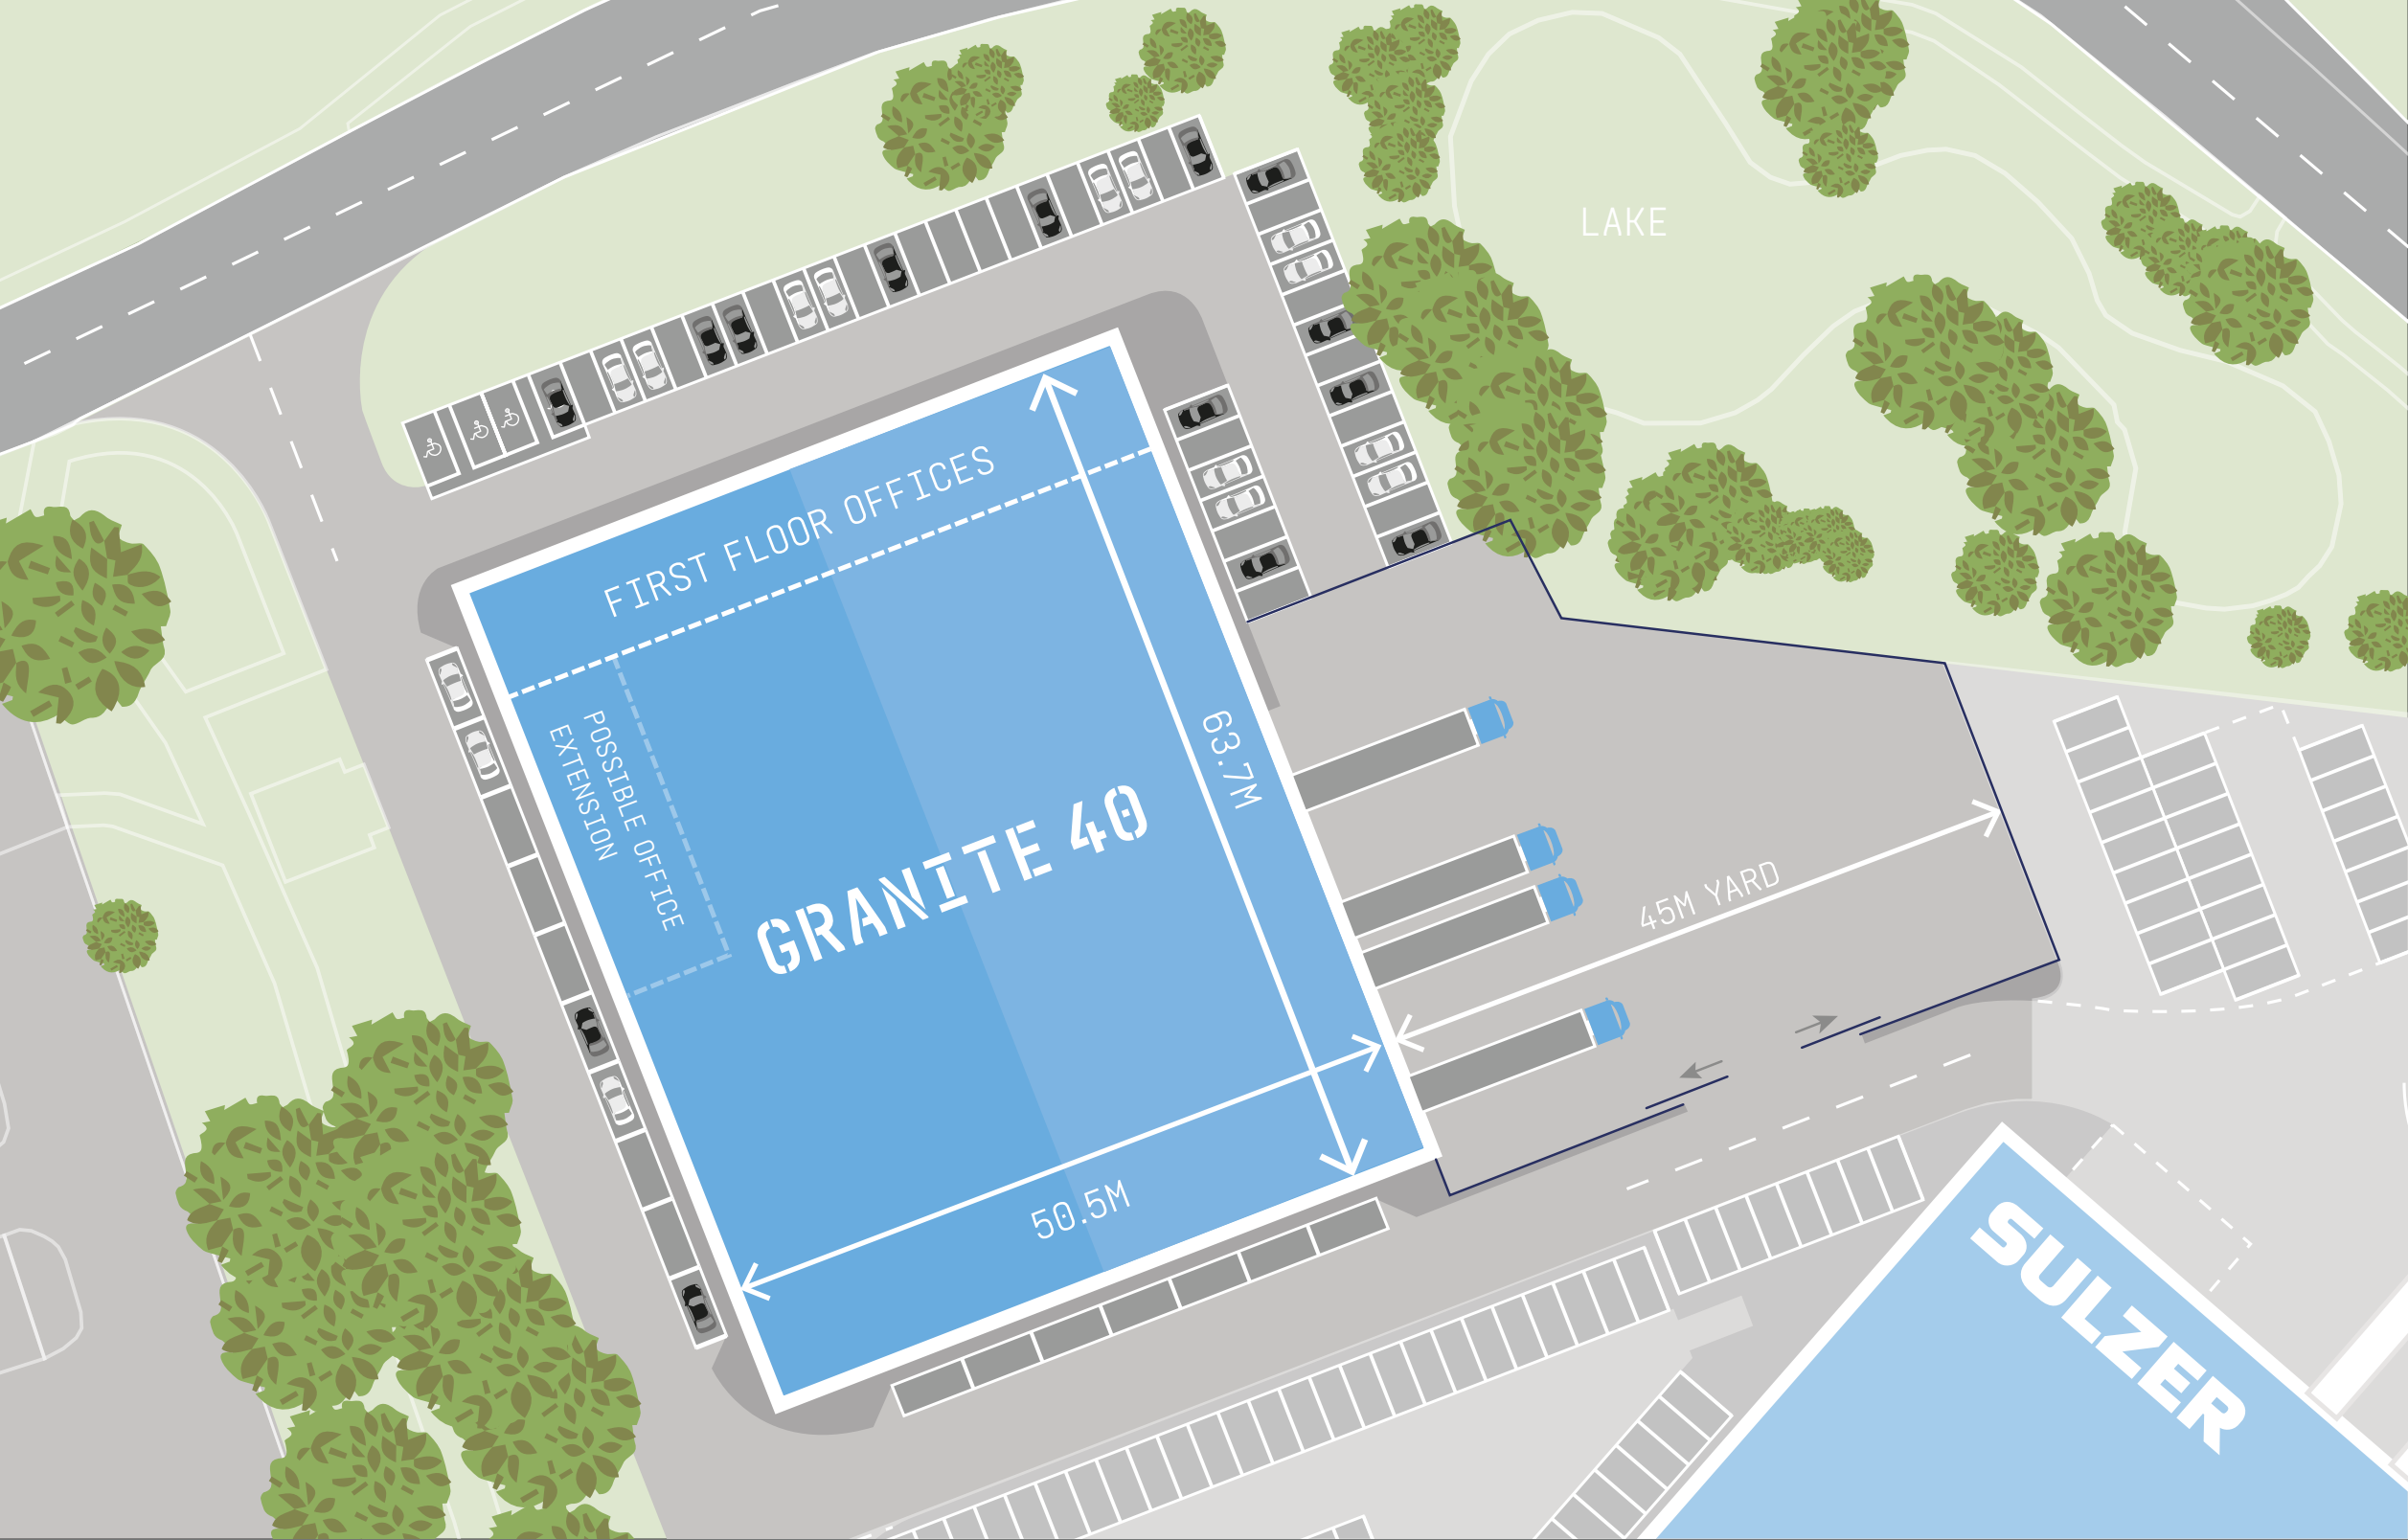 LAKE
FIRST FLOOR OFFICES
POSSIBLE OFFICE
EXTENSION
GRANITE 40
63.7M
45M YARD
50.5M
SULZER